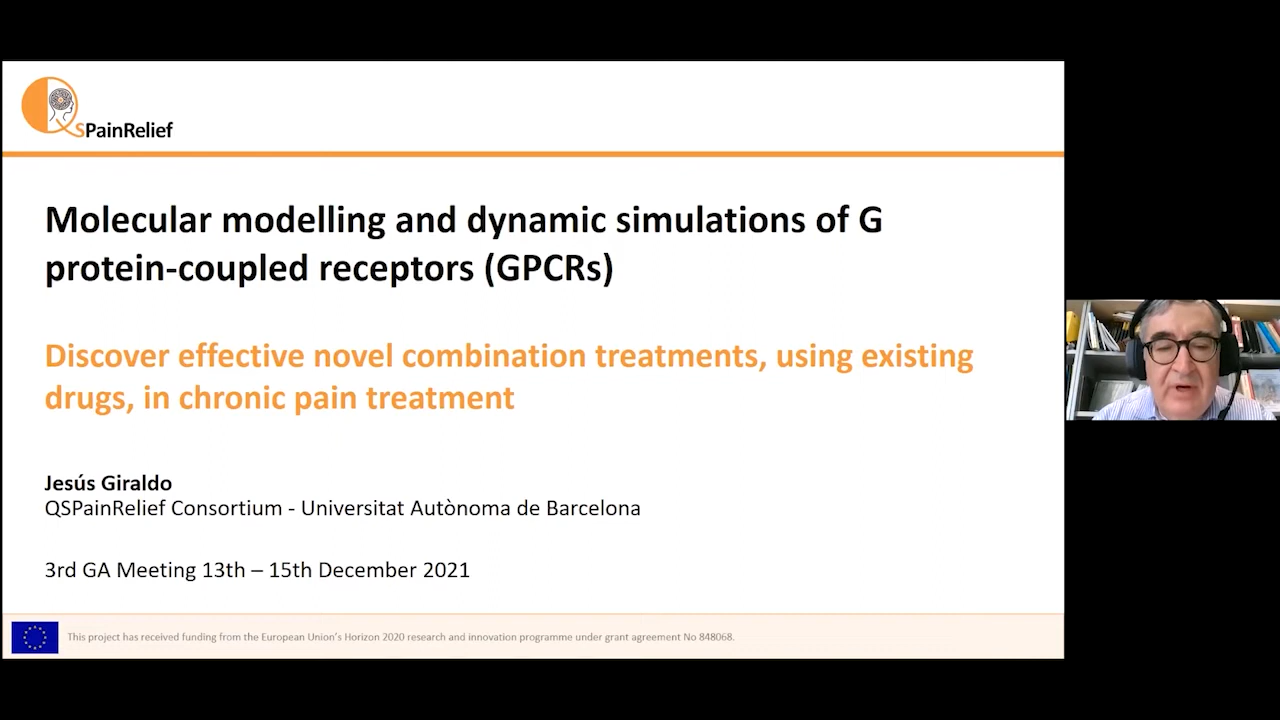 QSPainRelief
Molecular modelling and dynamic simulations of G
protein-coupled receptors (GPCRs)
Discover effective novel combination treatments, using existing
drugs, in chronic pain treatment
Jesús Giraldo
QSPainRelief Consortium - Universitat Autònoma de Barcelona
3rd GA Meeting 13th – 15th December 2021
This project has received funding from the European Union's Horizon 2020 research and innovation programme under grant agreement No 848068.